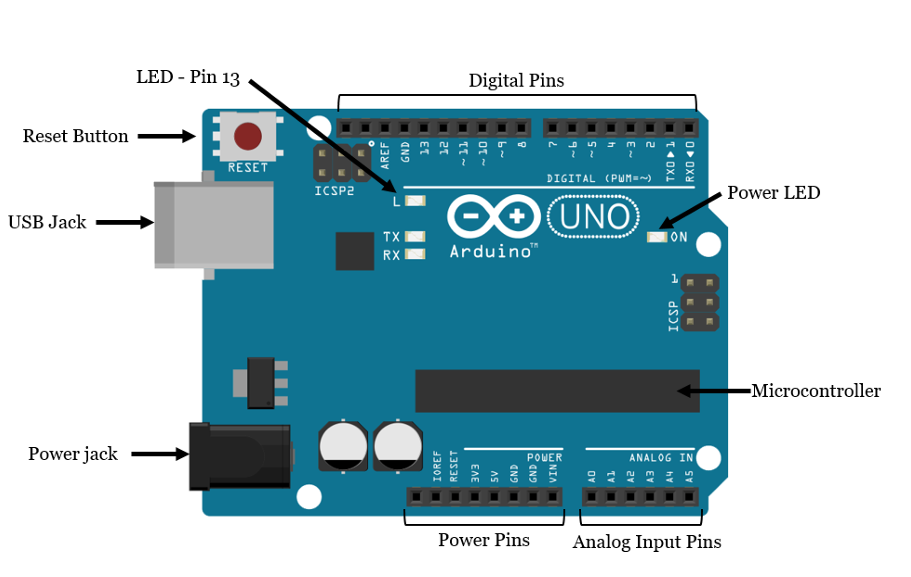 LED - Pin 13
Digital Pins
Reset Button
RESET
ICSP2
AREF
GND
13
12
~11
~10
~9
8
7
~6
~5
4
~3
2
TX0▶1
RX0◀0
DIGITAL (PWM=~)
USB Jack
L
TX
RX
UNO
Arduino™
Power LED
ON
1
ICSP
Microcontroller
Power jack
POWER
ANALOG IN
IOREF
RESET
3V3
5V
GND
GND
VIN
A0
A1
A2
A3
A4
A5
Power Pins
Analog Input Pins